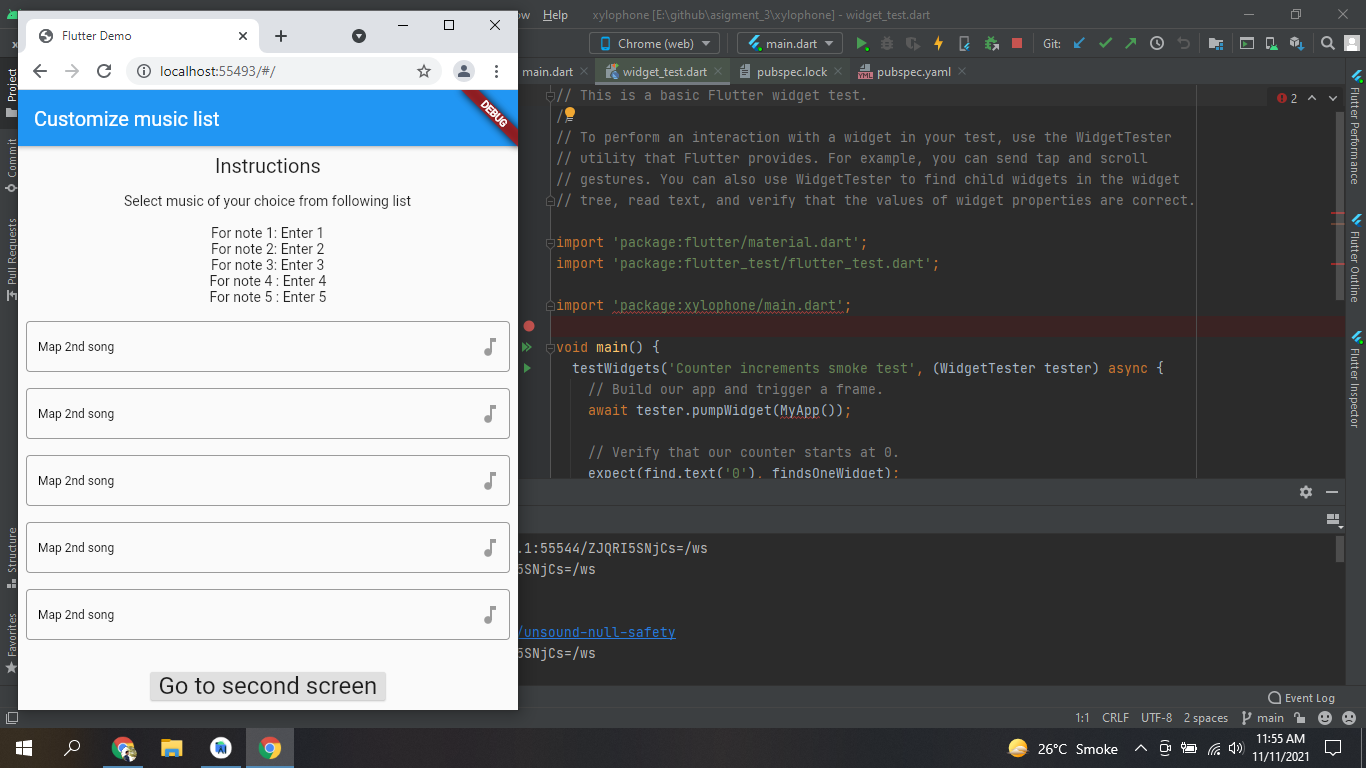 Flutter Demo
localhost:55493/#/
Customize music list
DEBUG
Instructions
Select music of your choice from following list
For note 1: Enter 1
For note 2: Enter 2
For note 3: Enter 3
For note 4 : Enter 4
For note 5 : Enter 5
Map 2nd song
Map 2nd song
Map 2nd song
Map 2nd song
Map 2nd song
Go to second screen
Help
xylophone [E:\github\asigment_3\xylophone] - widget_test.dart
Chrome (web)
main.dart
Git:
main.dart
widget_test.dart
pubspec.lock
pubspec.yaml
Project
Commit
Pull Requests
Structure
Favorites
// This is a basic Flutter widget test.
//
// To perform an interaction with a widget in your test, use the WidgetTester
// utility that Flutter provides. For example, you can send tap and scroll
// gestures. You can also use WidgetTester to find child widgets in the widget
// tree, read text, and verify that the values of widget properties are correct.
import 'package:flutter/material.dart';
import 'package:flutter_test/flutter_test.dart';
import 'package:xylophone/main.dart';
void main() {
testWidgets('Counter increments smoke test', (WidgetTester tester) async {
// Build our app and trigger a frame.
await tester.pumpWidget(MyApp());
// Verify that our counter starts at 0.
expect(find.text('0'), findsOneWidget);
2
Flutter Performance
Flutter Outline
Flutter Inspector
.1:55544/ZJQRI5SNjCs=/ws
5SNjCs=/ws
/unsound-null-safety
5SNjCs=/ws
Event Log
1:1 CRLF UTF-8 2 spaces main
26°C Smoke
11:55 AM
11/11/2021